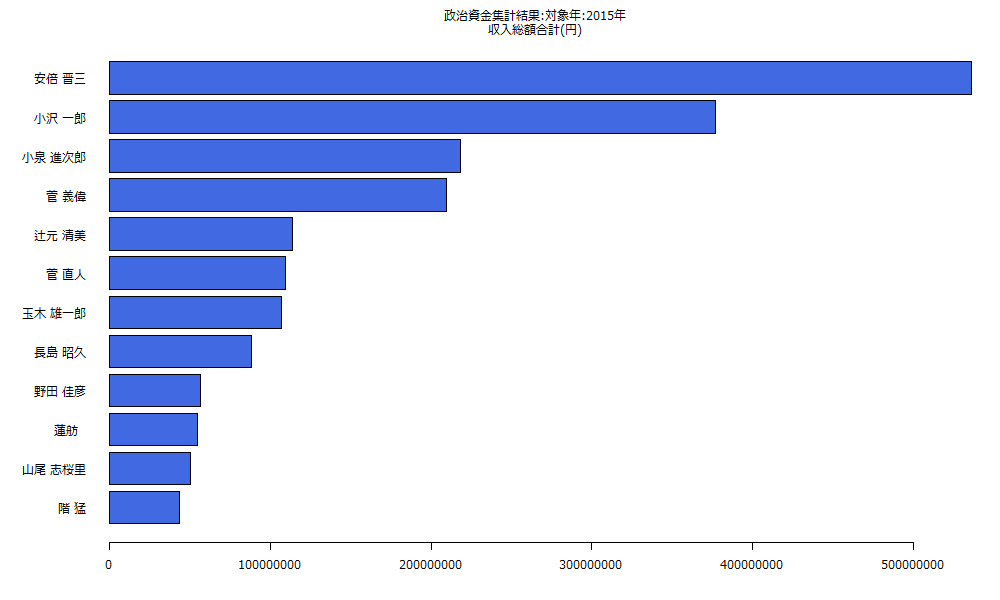 政治資金集計結果:対象年:2015年
収入総額合計(円)
安倍 晋三
小沢 一郎
小泉 進次郎
菅 義偉
辻元 清美
菅 直人
玉木 雄一郎
長島 昭久
野田 佳彦
蓮舫
山尾 志桜里
階 猛
0 100000000 200000000 300000000 400000000 500000000